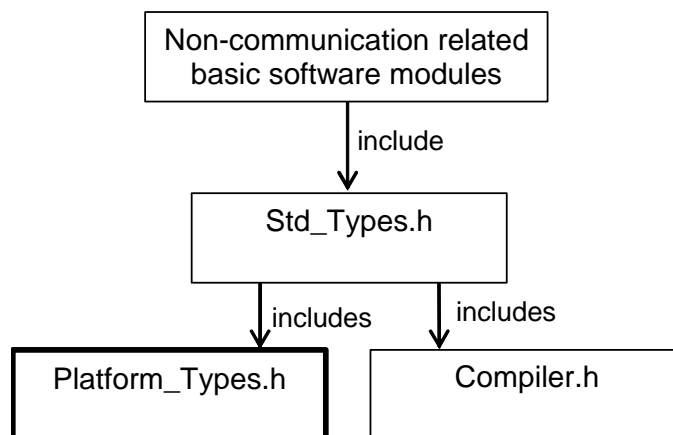 Non-communication related
basic software modules
include
Std_Types.h
includes
includes
Platform_Types.h
Compiler.h